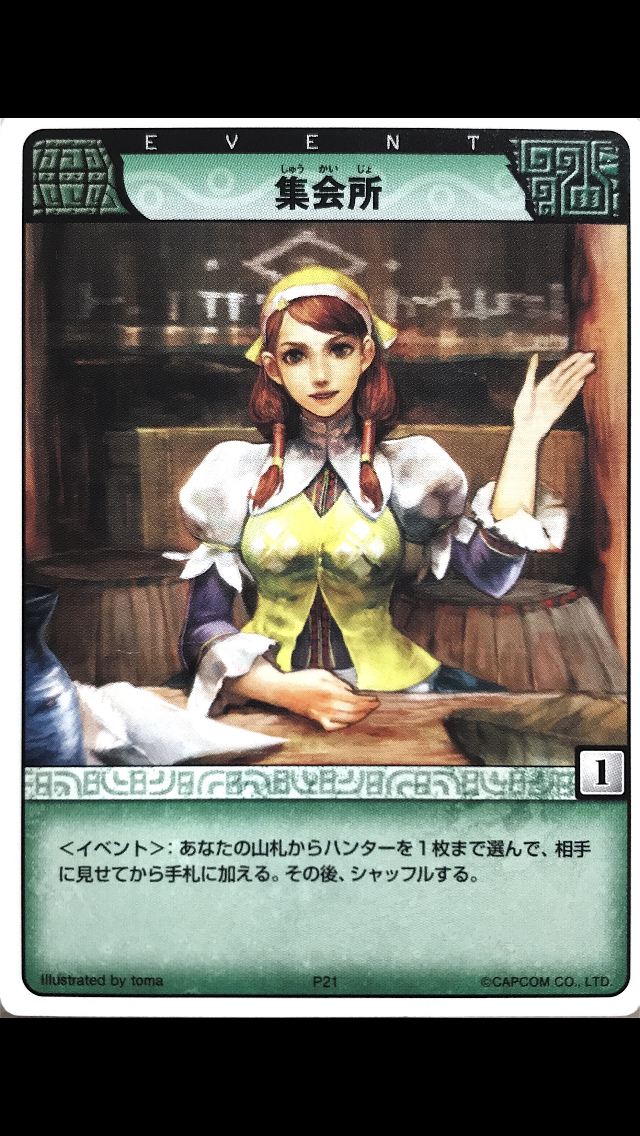 EVENT
しゅう かい じょ
集会所
1
<イベント>：あなたの山札からハンターを１枚まで選んで、相手
に見せてから手札に加える。その後、シャッフルする。
Illustrated by toma P21 ©CAPCOM CO., LTD.